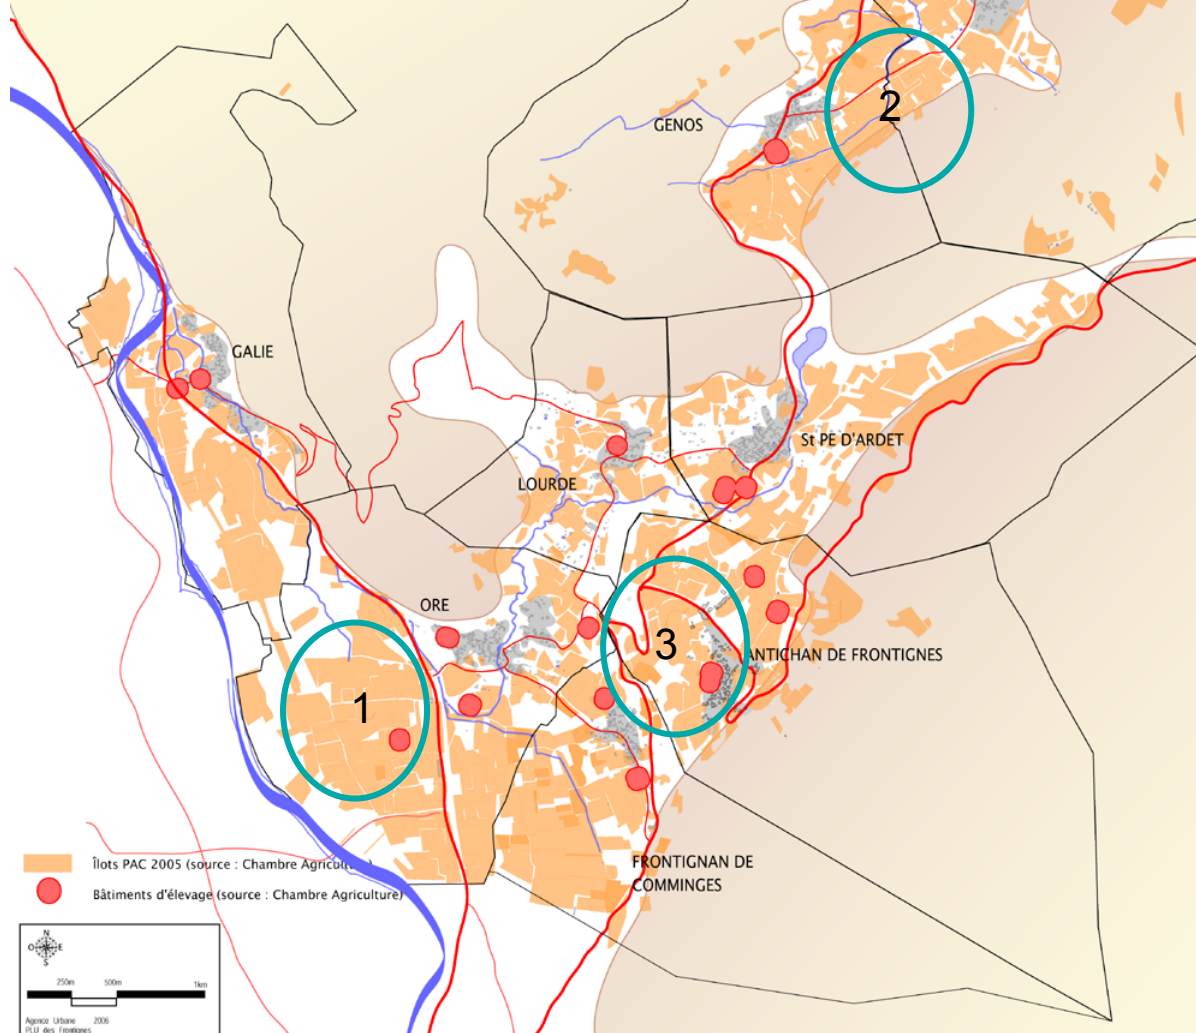 2
GENOS
GALIE
St PE D'ARDET
LOURDE
ORE
3
ANTICHAN DE FRONTIGNES
1
FRONTIGNAN DE
COMMINGES
Îlots PAC 2005 (source : Chambre Agriculture)
Bâtiments d'élevage (source : Chambre Agriculture)
N
O E
S
250m 500m 1km
Agence Urbaine 2006
PLU des Frontignes